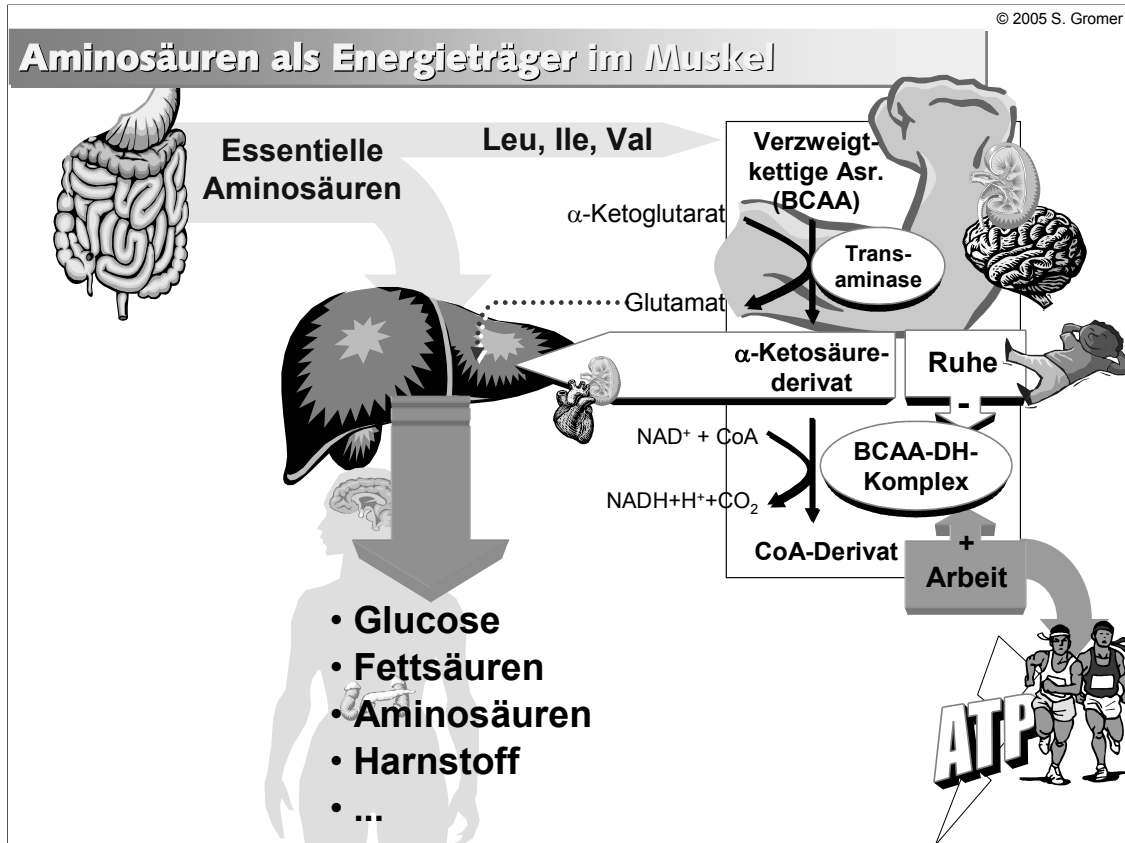 © 2005 S. Gromer
Aminosäuren als Energieträger im Muskel
Essentielle
Aminosäuren
Leu, Ile, Val
Verzweigt-
kettige Asr.
(BCAA)
α-Ketoglutarat
Trans-
aminase
Glutamat
α-Ketosäure-
derivat
Ruhe
-
NAD⁺ + CoA
BCAA-DH-
Komplex
NADH+H⁺+CO₂
CoA-Derivat
+
Arbeit
• Glucose
• Fettsäuren
• Aminosäuren
• Harnstoff
• ...
ATP